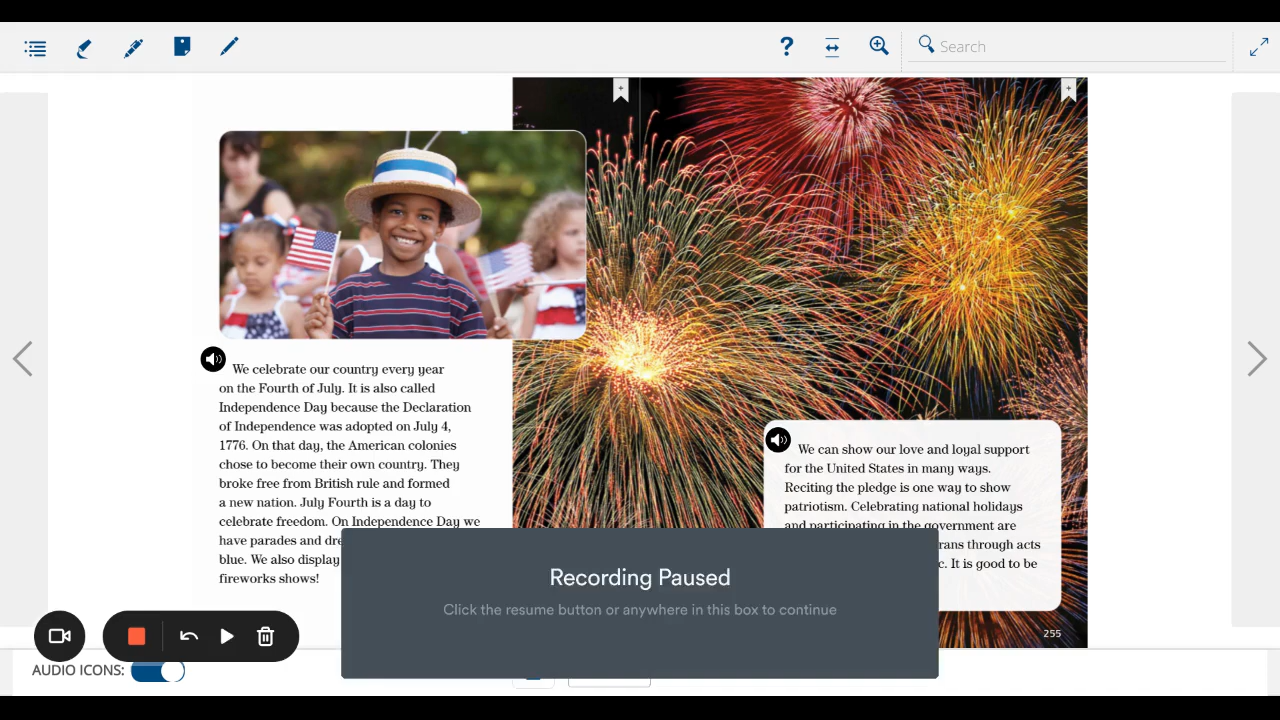 Search
We celebrate our country every year
on the Fourth of July. It is also called
Independence Day because the Declaration
of Independence was adopted on July 4,
1776. On that day, the American colonies
chose to become their own country. They
broke free from British rule and formed
a new nation. July Fourth is a day to
celebrate freedom. On Independence Day we
have parades and
blue. We also display
fireworks shows!
We can show our love and loyal support
for the United States in many ways.
Reciting the pledge is one way to show
patriotism. Celebrating national holidays
and participating in the government are
through acts
It is good to be
255
Recording Paused
Click the resume button or anywhere in this box to continue
AUDIO ICONS: